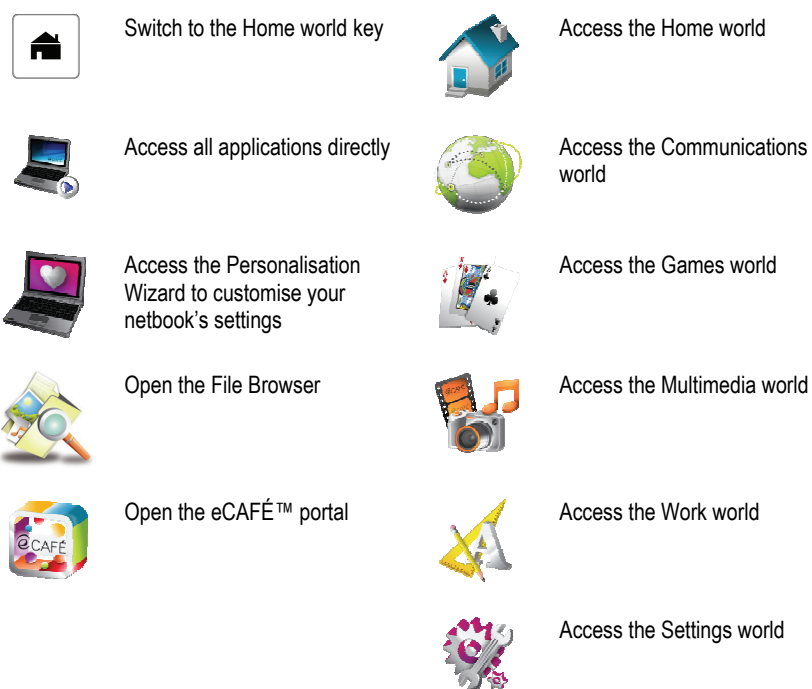 Switch to the Home world key
Access the Home world
Access all applications directly
Access the Communications
world
Access the Personalisation
Wizard to customise your
netbook's settings
Access the Games world
Open the File Browser
Access the Multimedia world
eCAFÉ
Open the eCAFÉ™ portal
Access the Work world
A
Access the Settings world